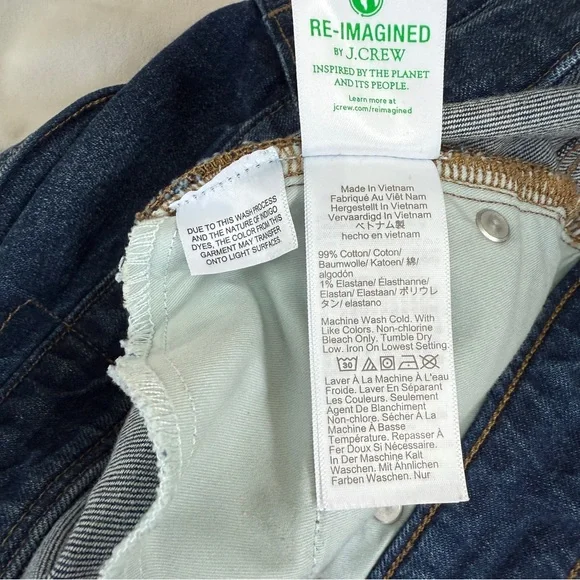 RE-IMAGINED
BY J.CREW
INSPIRED BY THE PLANET
AND ITS PEOPLE.
Learn more at
jcrew.com/reimagined
DUE TO THIS WASH PROCESS
AND THE NATURE OF INDIGO
DYES, THE COLOR FROM THIS
GARMENT MAY TRANSFER
ONTO LIGHT SURFACES
Made In Vietnam
Fabriqué Au Viêt Nam
Hergestellt In Vietnam
Vervaardigd In Vietnam
ベトナム製
hecho en vietnam
99% Cotton/ Coton/
Baumwolle/ Katoen/ 綿/
algodón
1% Elastane/ Élasthanne/
Elastan/ Elastaan/ ポリウレ
タン/ elastano
Machine Wash Cold. With
Like Colors. Non-chlorine
Bleach Only. Tumble Dry
Low. Iron On Lowest Setting.
30
Laver À La Machine À L'eau
Froide. Laver En Séparant
Les Couleurs. Seulement
Agent De Blanchiment
Non-chlore. Sécher À La
Machine À Basse
Température. Repasser À
Fer Doux Si Nécessaire
In Der Maschine Kalt
Waschen. Mit Ähnlichen
Farben Waschen. Nur